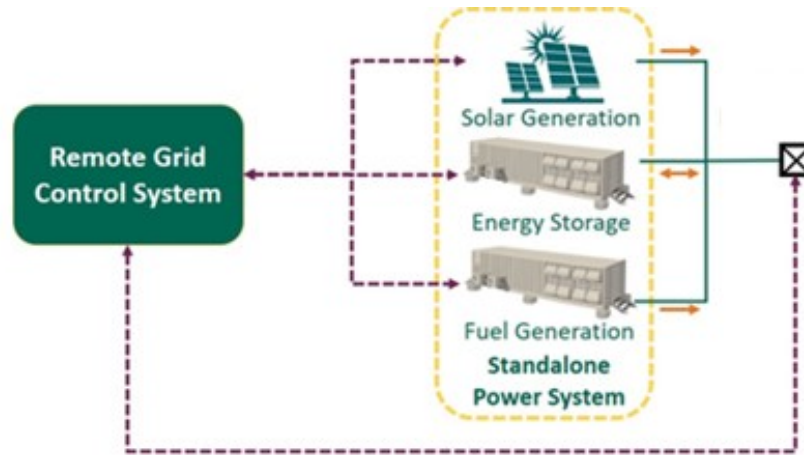 Remote Grid
Control System
Solar Generation
Energy Storage
Fuel Generation
Standalone
Power System